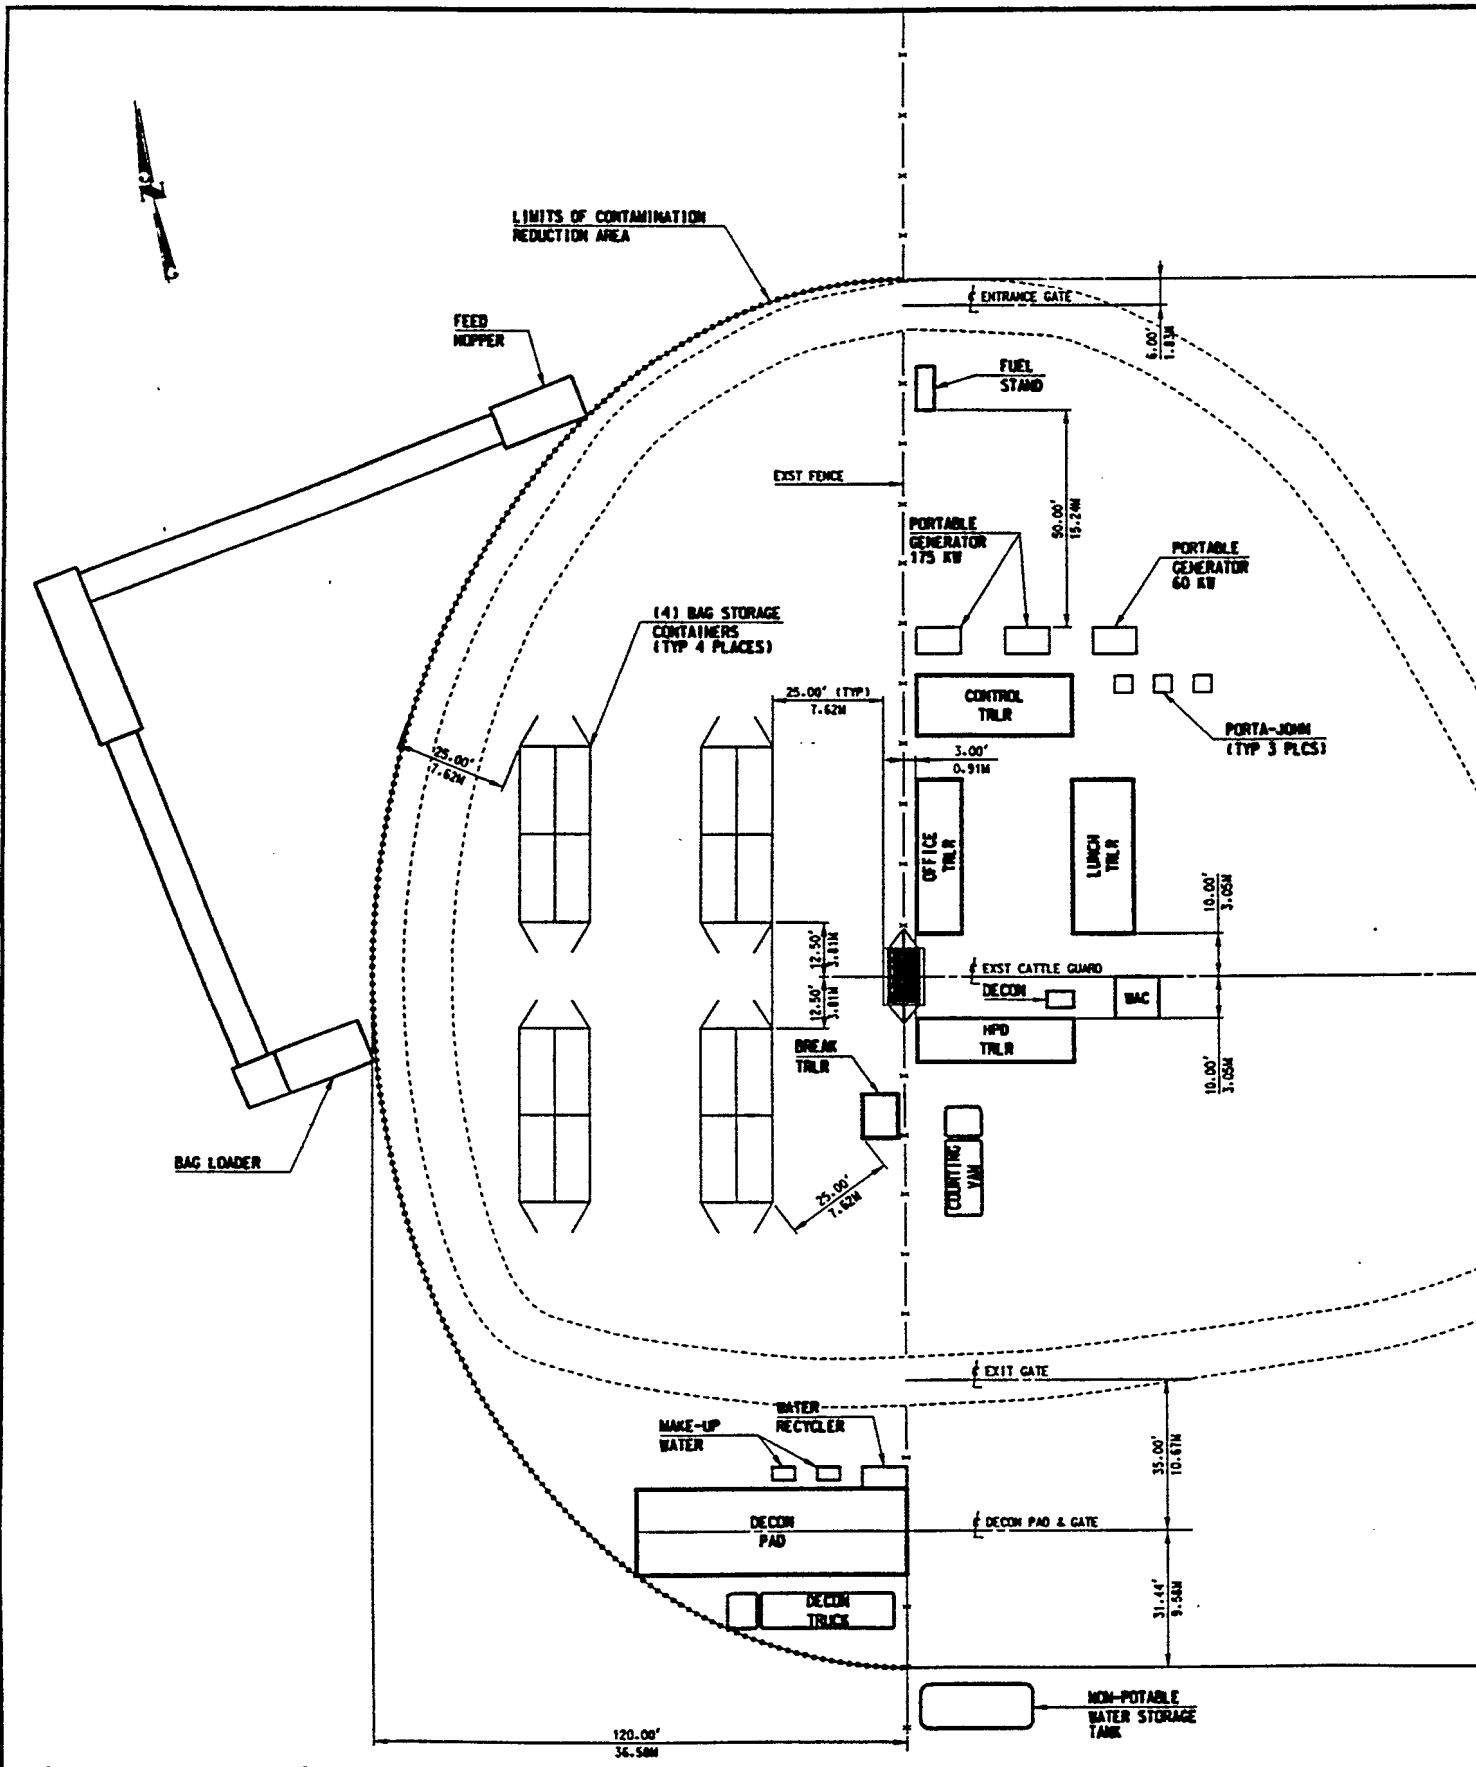 LIMITS OF CONTAMINATION
REDUCTION AREA
℄ ENTRANCE GATE
6.00'
1.83M
FEED
HOPPER
FUEL
STAND
EXST FENCE
50.00'
15.24M
PORTABLE
GENERATOR
175 KW
PORTABLE
GENERATOR
60 KW
(4) BAG STORAGE
CONTAINERS
(TYP 4 PLACES)
25.00' (TYP)
7.62M
CONTROL
TRLR
PORTA-JOHN
(TYP 3 PLCS)
25.00'
7.62M
3.00'
0.91M
OFFICE
TRLR
LUNCH
TRLR
10.00'
3.05M
12.50'
3.81M
℄ EXST CATTLE GUARD
DECON
VAC
12.50'
3.81M
HPD
TRLR
10.00'
3.05M
BREAK
TRLR
BAG LOADER
COUNTING
VAN
25.00'
7.62M
℄ EXIT GATE
WATER
RECYCLER
MAKE-UP
WATER
35.00'
10.67M
DECON
PAD
℄ DECON PAD & GATE
31.44'
9.58M
DECON
TRUCK
NON-POTABLE
WATER STORAGE
TANK
120.00'
36.58M